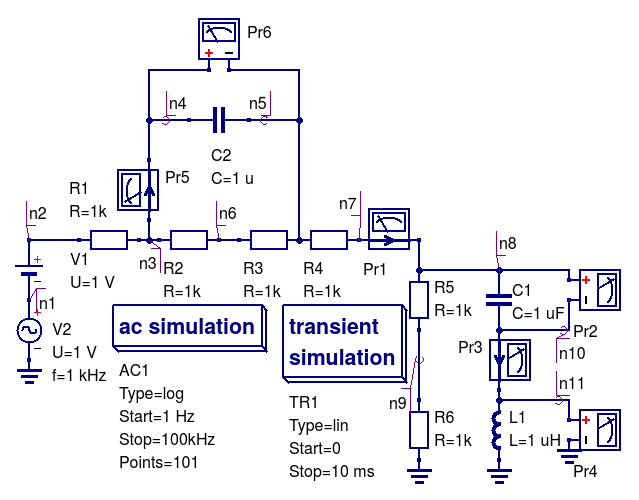 Pr6
+ −
n4
n5
C2
C=1 u
R1
R=1k
Pr5
n2
n6
n7
n8
V1
U=1 V
n3
R2
R=1k
R3
R=1k
R4
R=1k
Pr1
+
−
n1
+
V2
U=1 V
f=1 kHz
−
ac simulation
AC1
Type=log
Start=1 Hz
Stop=100kHz
Points=101
transient
simulation
TR1
Type=lin
Start=0
Stop=10 ms
R5
R=1k
C1
C=1 uF
+
−
Pr2
Pr3
n10
n11
n9
R6
R=1k
L1
L=1 uH
+
−
Pr4